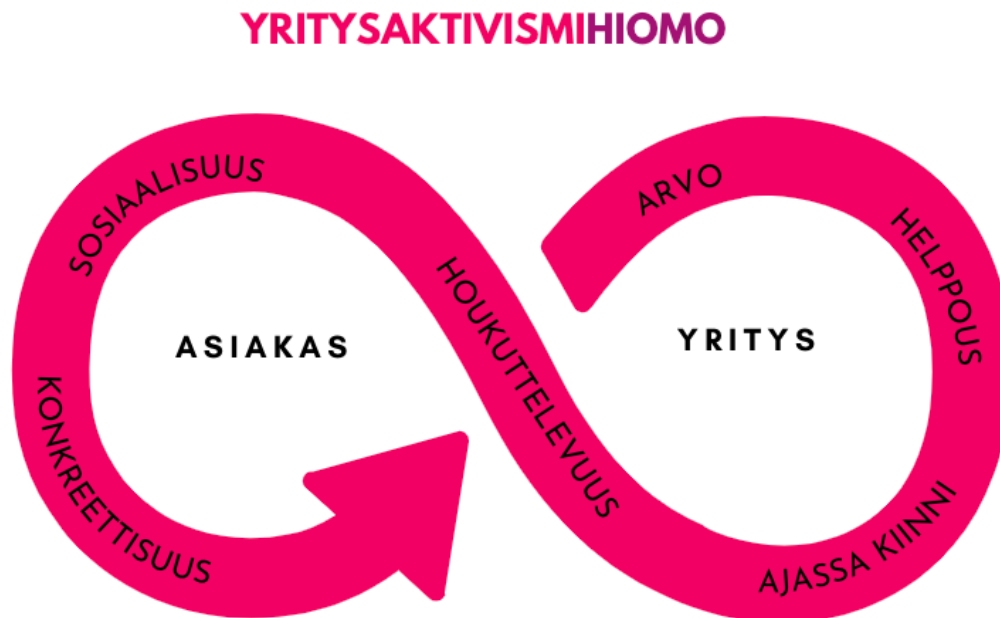 YRITYSAKTIVISMIHIOMO
ARVO
HELPPOUS
AJASSA KIINNI
HOUKUTTELEVUUS
SOSIAALISUUS
KONKREETTISUUS
ASIAKAS
YRITYS